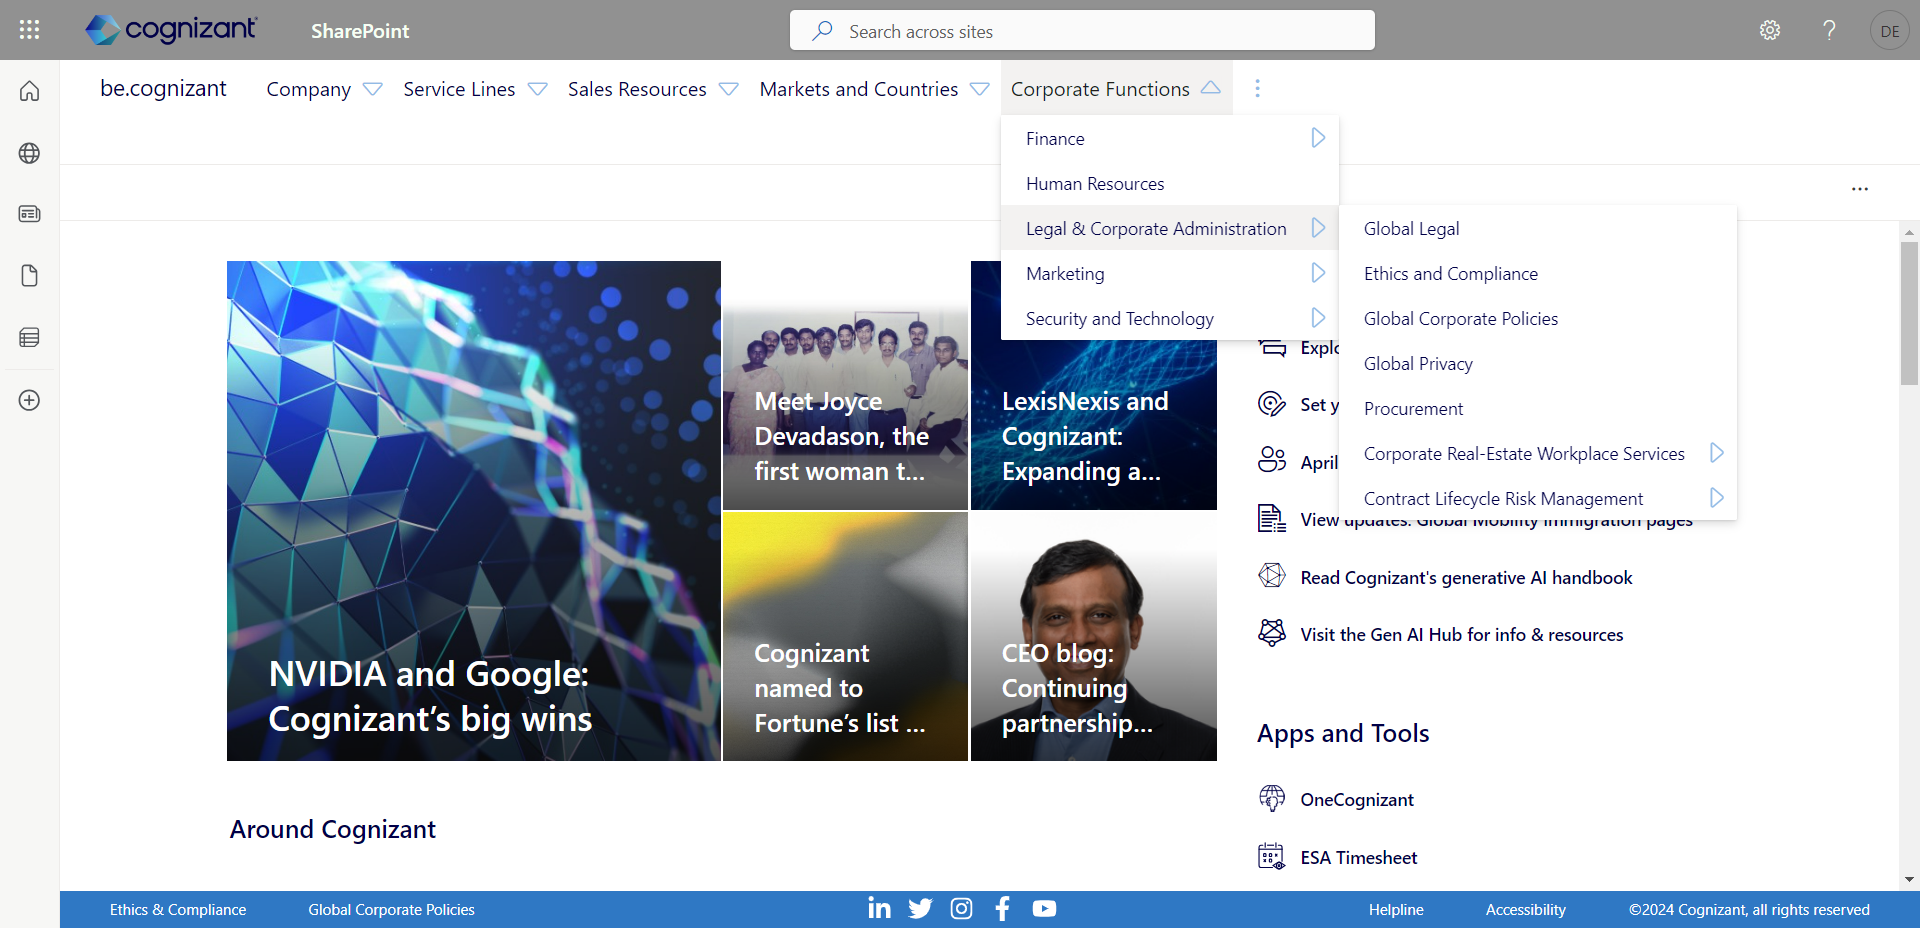 cognizant
SharePoint
Search across sites
DE
be.cognizant
Company
Service Lines
Sales Resources
Markets and Countries
Corporate Functions
Finance
Human Resources
Legal & Corporate Administration
Marketing
Security and Technology
Global Legal
Ethics and Compliance
Global Corporate Policies
Global Privacy
Procurement
Corporate Real-Estate Workplace Services
Contract Lifecycle Risk Management
NVIDIA and Google:
Cognizant’s big wins
Meet Joyce
Devadason, the
first woman t...
LexisNexis and
Cognizant:
Expanding a...
Cognizant
named to
Fortune’s list ...
CEO blog:
Continuing
partnership...
Explo
Set y
April
View updates: Global Mobility Immigration pages
Read Cognizant's generative AI handbook
Visit the Gen AI Hub for info & resources
Apps and Tools
OneCognizant
ESA Timesheet
Around Cognizant
Ethics & Compliance
Global Corporate Policies
Helpline
Accessibility
©2024 Cognizant, all rights reserved